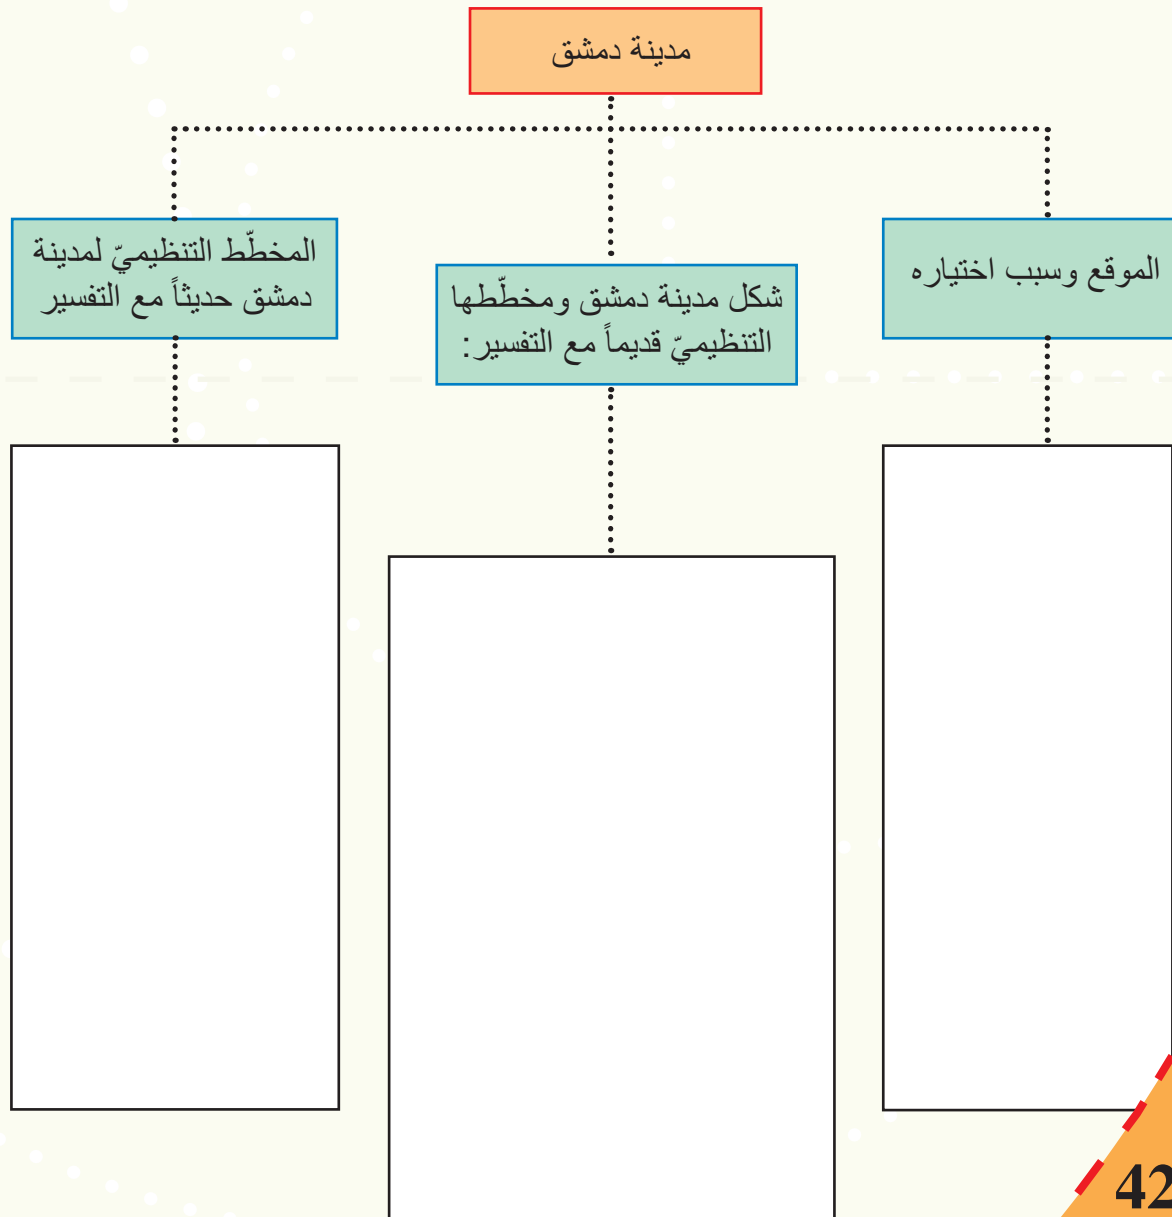 مدينة دمشق
الموقع وسبب اختياره
شكل مدينة دمشق ومخطّطها
التنظيميّ قديماً مع التفسير:
المخطّط التنظيميّ لمدينة
دمشق حديثاً مع التفسير
42